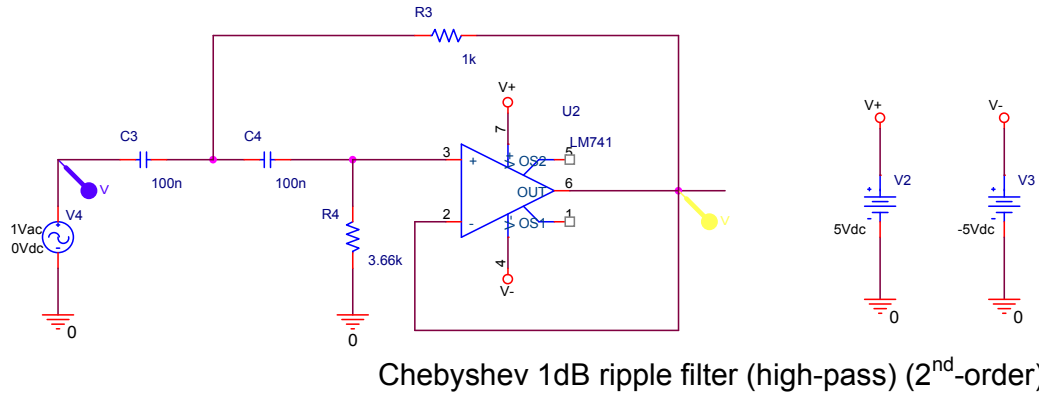 R3
1k
V+
U2
LM741
7
V+
OS2
5
C3
100n
C4
100n
3
+
OUT
6
2
-
OS1
1
V-
4
V-
V
V4
1Vac
0Vdc
+
-
0
R4
3.66k
0
V
V+
V2
+
-
5Vdc
0
V-
V3
+
-
-5Vdc
0
Chebyshev 1dB ripple filter (high-pass) (2nd-order)